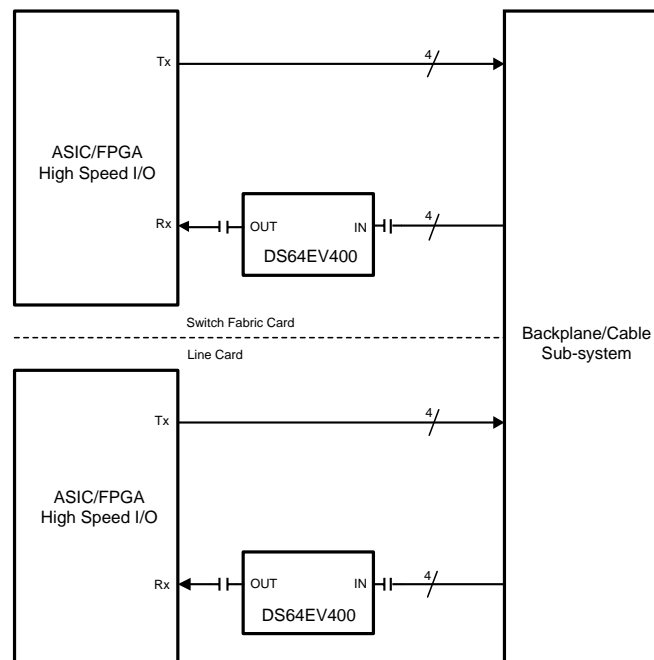 Tx
4
ASIC/FPGA
High Speed I/O
Rx
OUT
IN
4
DS64EV400
Switch Fabric Card
Line Card
Backplane/Cable
Sub-system
Tx
4
ASIC/FPGA
High Speed I/O
Rx
OUT
IN
4
DS64EV400